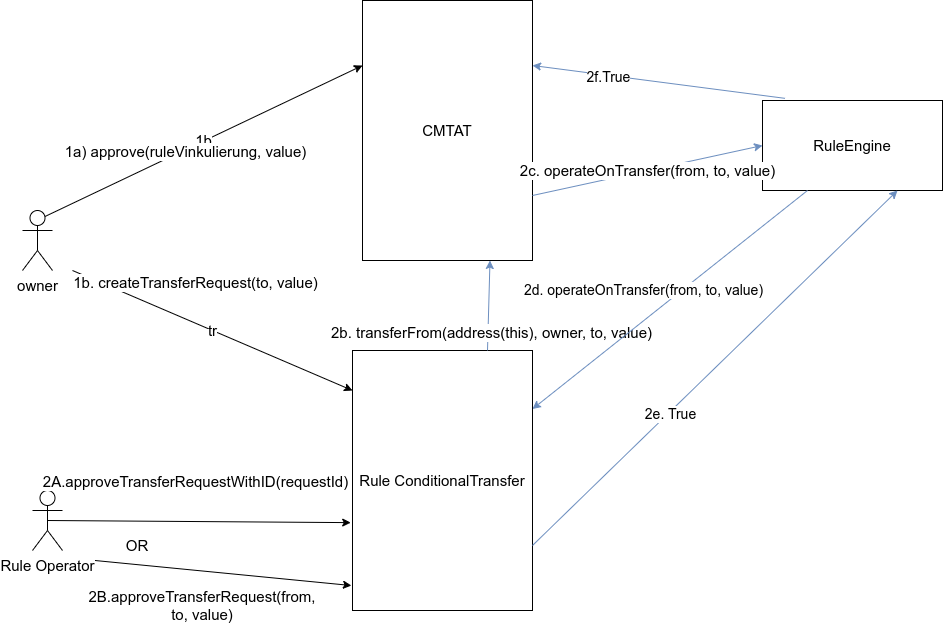 CMTAT
2f.True
RuleEngine
1b
1a) approve(ruleVinkulierung, value)
2c. operateOnTransfer(from, to, value)
owner
1b. createTransferRequest(to, value)
2d. operateOnTransfer(from, to, value)
tr
2b. transferFrom(address(this), owner, to, value)
2e. True
2A.approveTransferRequestWithID(requestId)
Rule ConditionalTransfer
OR
Rule Operator
2B.approveTransferRequest(from,
to, value)